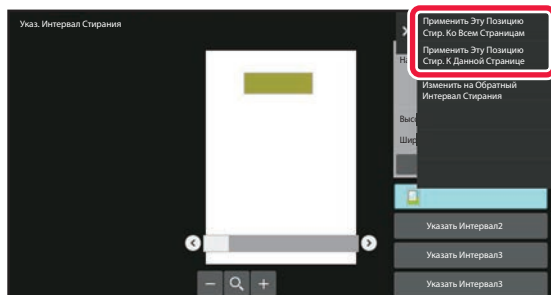 Указ. Интервал Стирания
Применить Эту Позицию
Стир. Ко Всем Страницам
Применить Эту Позицию
Стир. К Данной Странице
Изменить на Обратный
Интервал Стирания
Указать Интервал2
Указать Интервал3
Указать Интервал3